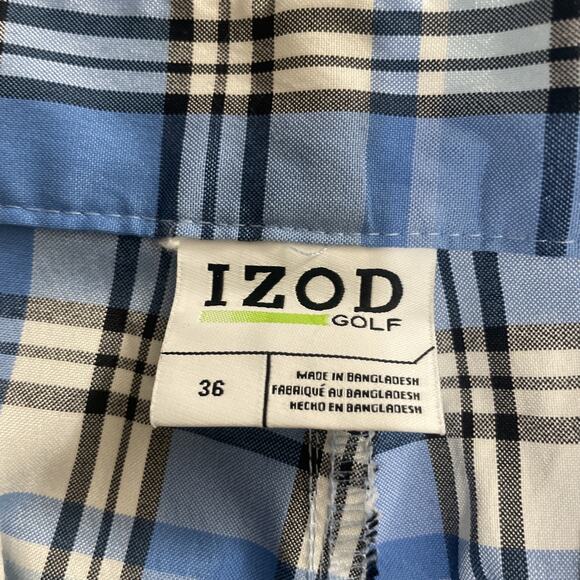 IZOD
GOLF
36
MADE IN BANGLADESH
FABRIQUÉ AU BANGLADESH
HECHO EN BANGLADESH